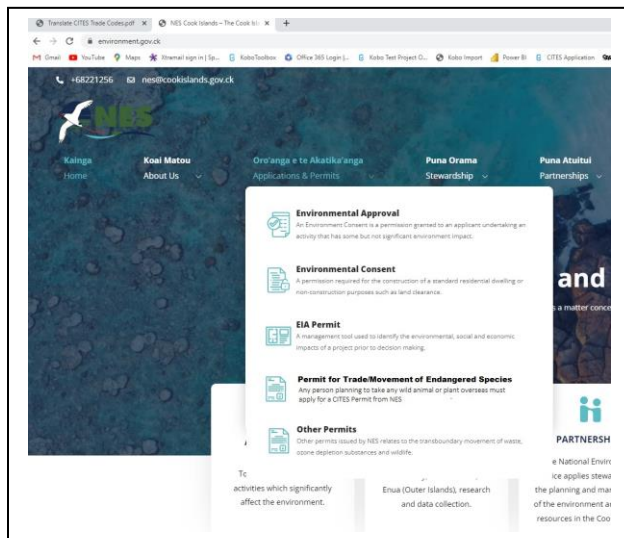 Translate CITES Trade Codes.pdf
NES Cook Islands – The Cook Isl
environment.gov.ck
Gmail YouTube Maps Xtremail sign in | Sp... KoboToolbox Office 365 Login |... Kobo Test Project O... Kobo Import Power BI CITES Application
+68221256 nes@cookislands.gov.ck
NES
Kainga Koai Matou Oro'anga e te Akatika'anga Puna Orama Puna Atuitui
Home About Us Applications & Permits Stewardship Partnerships
Environmental Approval
An Environment Consent is a permission granted to an applicant undertaking an
activity that has some but not significant environment impact.
Environmental Consent
A permission required for the construction of a standard residential dwelling or
non-construction purposes such as land clearance.
and
s a matter conce
EIA Permit
A management tool used to identify the environmental, social and economic
impacts of a project prior to decision making.
Permit for Trade/Movement of Endangered Species
Any person planning to take any wild animal or plant overseas must
apply for a CITES Permit from NES
Other Permits
Other permits issued by NES relates to the transboundary movement of waste,
ozone depletion substances and wildlife.
activities which significantly
affect the environment.
Enua (Outer Islands), research
and data collection.
PARTNERSH
e National Enviro
ice applies stewa
the planning and mar
of the environment ar
resources in the Coo